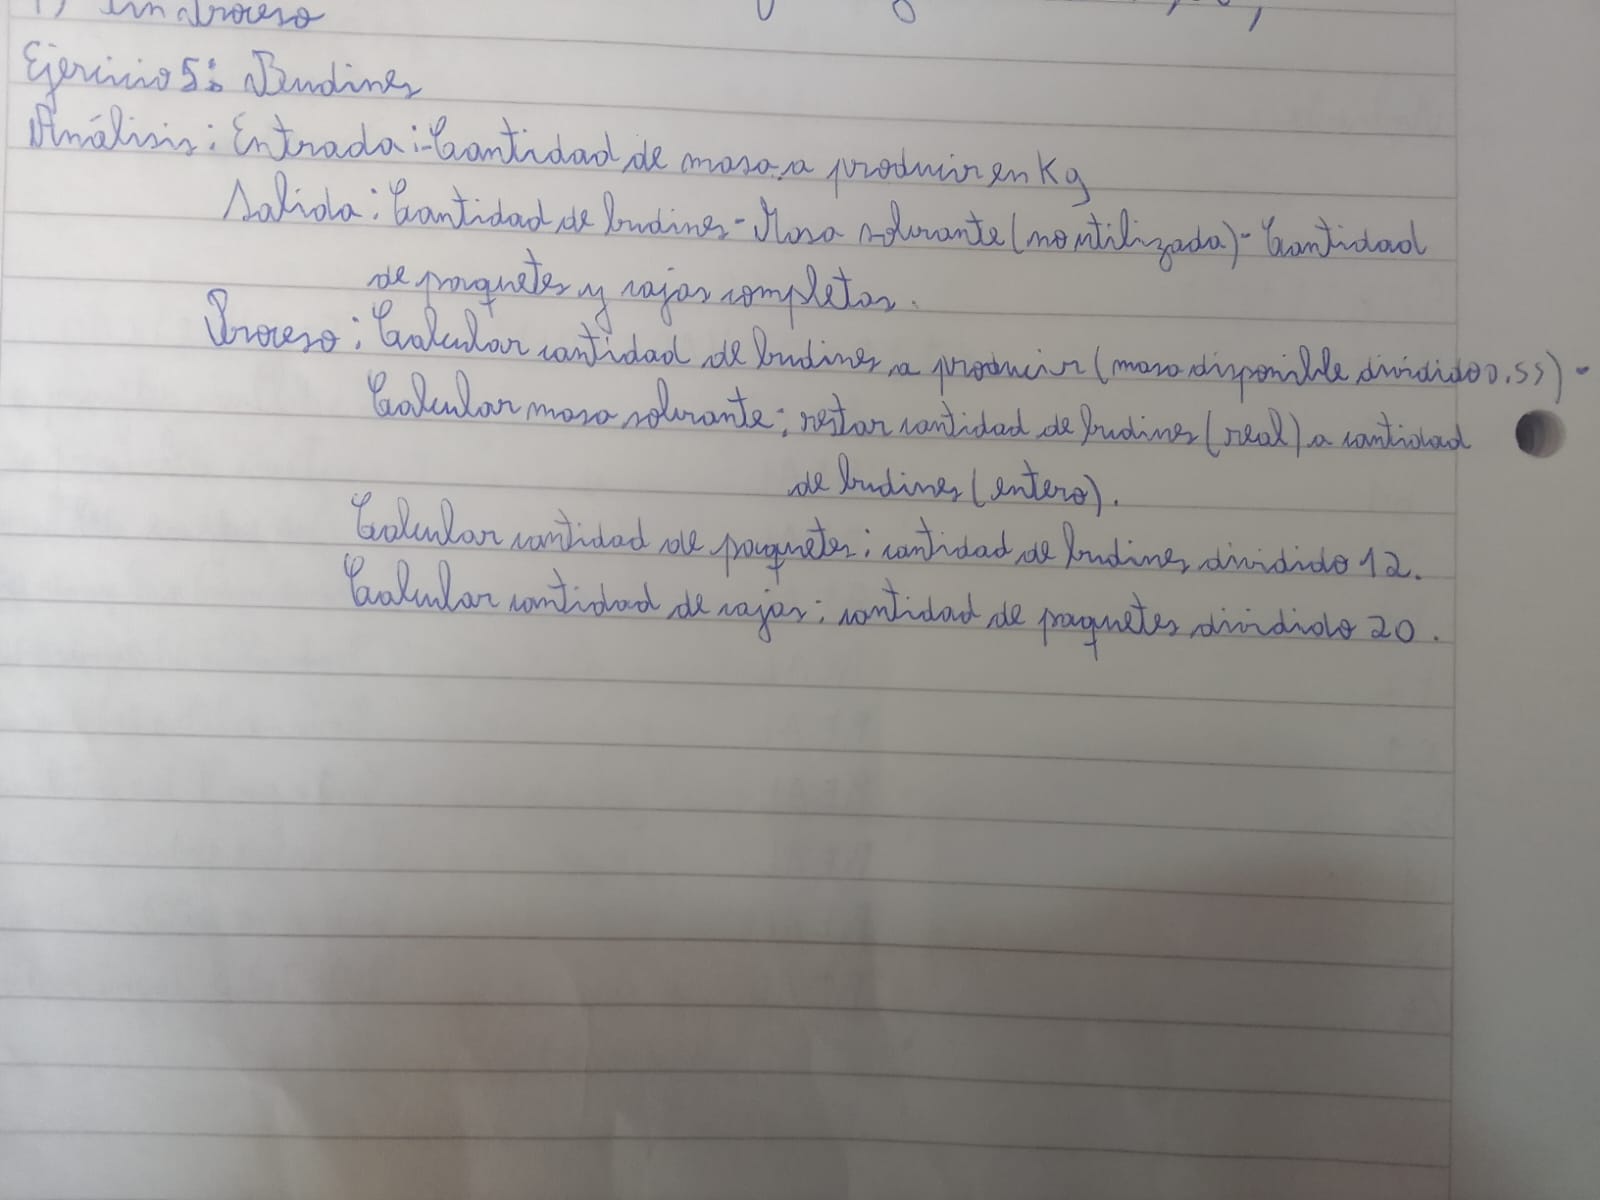 Fin Proceso
Ejercicio 5: Budines
Análisis: Entrada:-Cantidad de masa a producir en Kg
Salida: Cantidad de budines - Masa sobrante (no utilizada) - Cantidad
de paquetes y cajas completas.
Proceso: Calcular cantidad de budines a producir (masa disponible dividido 0.55) -
Calcular masa sobrante: restar cantidad de budines (real) a cantidad
de budines (entero).
Calcular cantidad de paquetes: cantidad de budines dividido 12.
Calcular cantidad de cajas: cantidad de paquetes dividido 20.